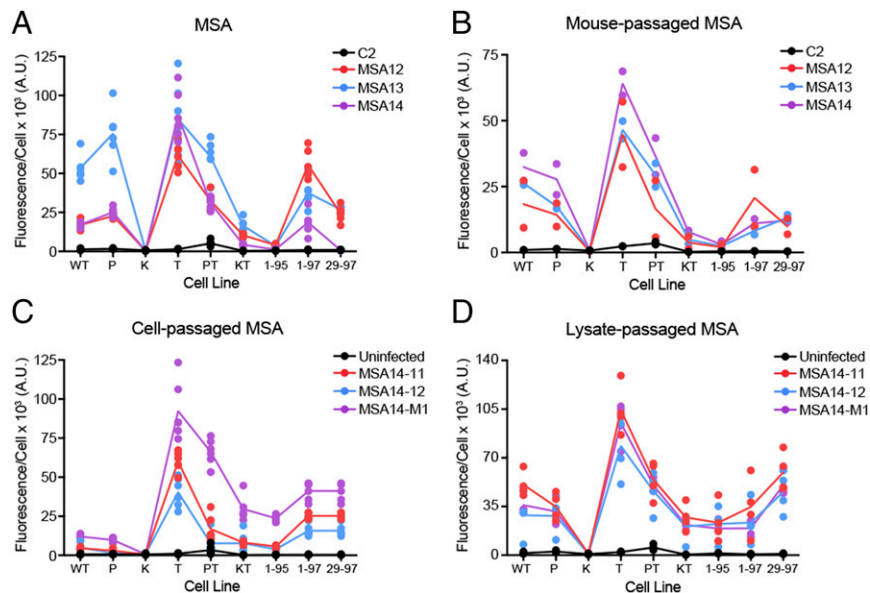 A
MSA
Fluorescence/Cell x 10³ (A.U.)
125
100
75
50
25
0
C2
MSA12
MSA13
MSA14
WT P K T PT KT 1-95 1-97 29-97
Cell Line
B
Mouse-passaged MSA
Fluorescence/Cell x 10³ (A.U.)
75
50
25
0
C2
MSA12
MSA13
MSA14
WT P K T PT KT 1-95 1-97 29-97
Cell Line
C
Cell-passaged MSA
Fluorescence/Cell x 10³ (A.U.)
125
100
75
50
25
0
Uninfected
MSA14-11
MSA14-12
MSA14-M1
WT P K T PT KT 1-95 1-97 29-97
Cell Line
D
Lysate-passaged MSA
Fluorescence/Cell x 10³ (A.U.)
140
105
70
35
0
Uninfected
MSA14-11
MSA14-12
MSA14-M1
WT P K T PT KT 1-95 1-97 29-97
Cell Line